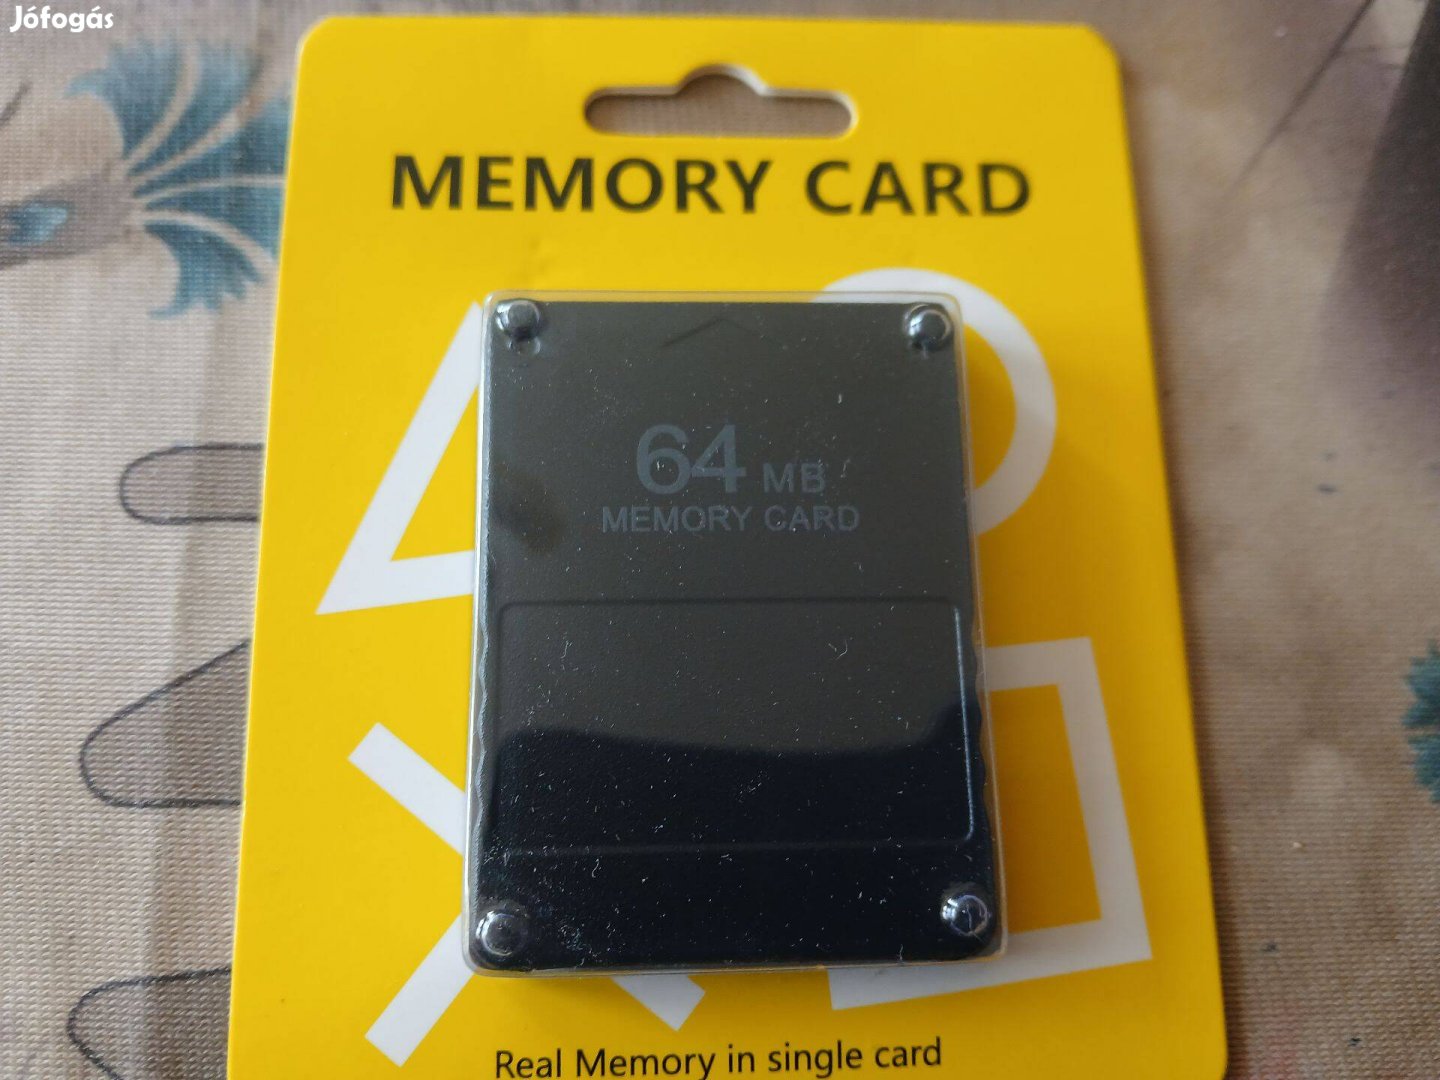 Jófogás
MEMORY CARD
64 MB
MEMORY CARD
Real Memory in single card